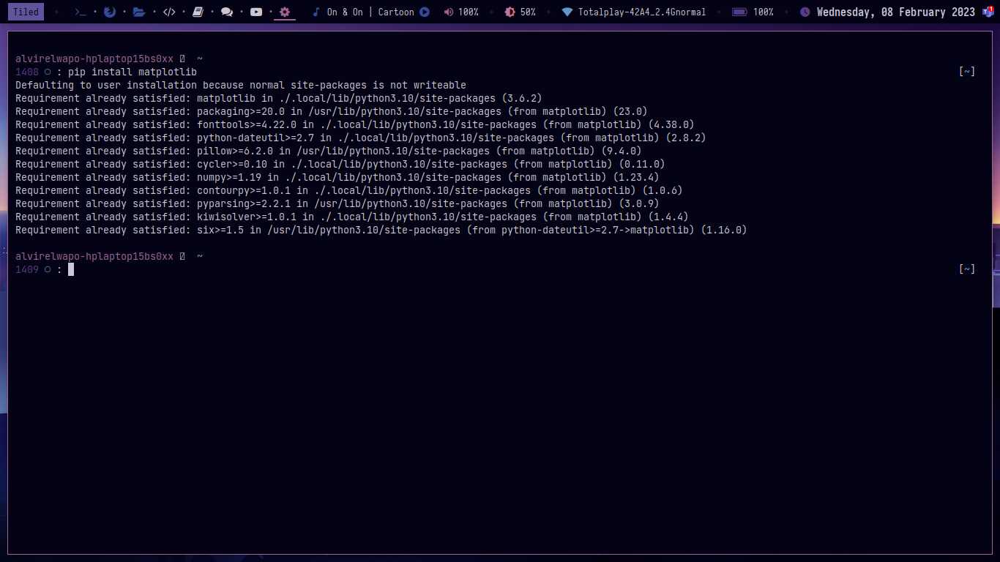 Tiled
On & On | Cartoon
100%
50%
Totalplay-42A4_2.4Gnormal
100%
Wednesday, 08 February 2023
1
alvirelwapo-hplaptop15bs0xx ~
1408 ○ : pip install matplotlib [~]
Defaulting to user installation because normal site-packages is not writeable
Requirement already satisfied: matplotlib in ./.local/lib/python3.10/site-packages (3.6.2)
Requirement already satisfied: packaging>=20.0 in /usr/lib/python3.10/site-packages (from matplotlib) (23.0)
Requirement already satisfied: fonttools>=4.22.0 in ./.local/lib/python3.10/site-packages (from matplotlib) (4.38.0)
Requirement already satisfied: python-dateutil>=2.7 in ./.local/lib/python3.10/site-packages (from matplotlib) (2.8.2)
Requirement already satisfied: pillow>=6.2.0 in /usr/lib/python3.10/site-packages (from matplotlib) (9.4.0)
Requirement already satisfied: cycler>=0.10 in ./.local/lib/python3.10/site-packages (from matplotlib) (0.11.0)
Requirement already satisfied: numpy>=1.19 in ./.local/lib/python3.10/site-packages (from matplotlib) (1.23.4)
Requirement already satisfied: contourpy>=1.0.1 in ./.local/lib/python3.10/site-packages (from matplotlib) (1.0.6)
Requirement already satisfied: pyparsing>=2.2.1 in /usr/lib/python3.10/site-packages (from matplotlib) (3.0.9)
Requirement already satisfied: kiwisolver>=1.0.1 in ./.local/lib/python3.10/site-packages (from matplotlib) (1.4.4)
Requirement already satisfied: six>=1.5 in /usr/lib/python3.10/site-packages (from python-dateutil>=2.7->matplotlib) (1.16.0)
alvirelwapo-hplaptop15bs0xx ~
1409 ○ : [~]